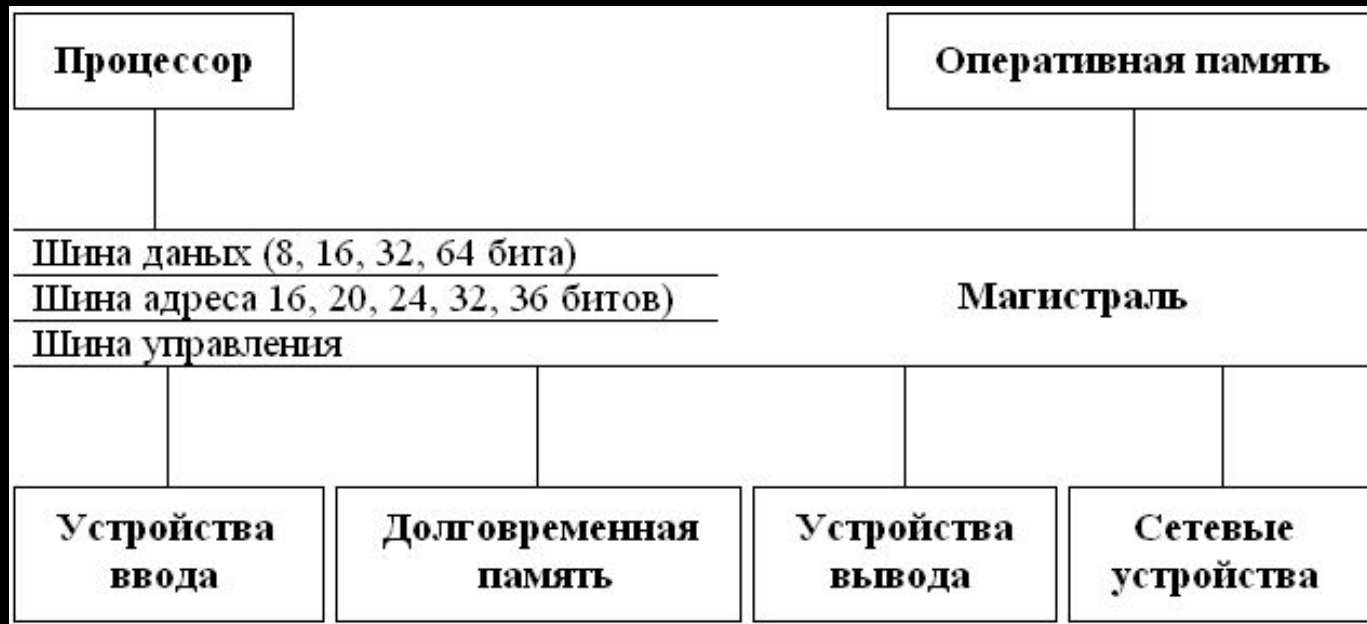 Процессор
Оперативная память
Шина даных (8, 16, 32, 64 бита)
Шина адреса 16, 20, 24, 32, 36 битов)
Магистраль
Шина управления
Устройства
ввода
Долговременная
память
Устройства
вывода
Сетевые
устройства